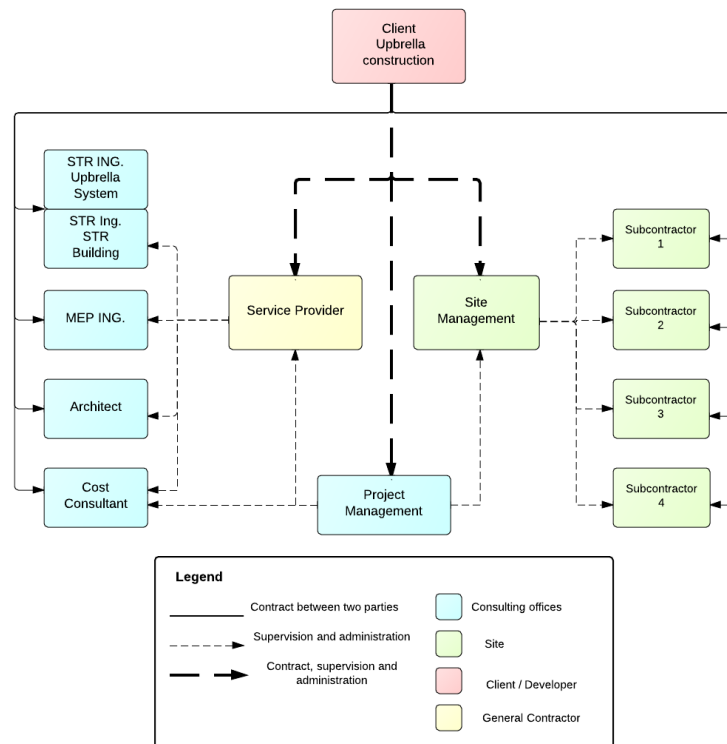 Client
Upbrella
construction
STR ING.
Upbrella
System
STR Ing.
STR
Building
MEP ING.
Architect
Cost
Consultant
Service Provider
Site
Management
Project
Management
Subcontractor
1
Subcontractor
2
Subcontractor
3
Subcontractor
4
Legend
Contract between two parties
Supervision and administration
Contract, supervision and
administration
Consulting offices
Site
Client / Developer
General Contractor